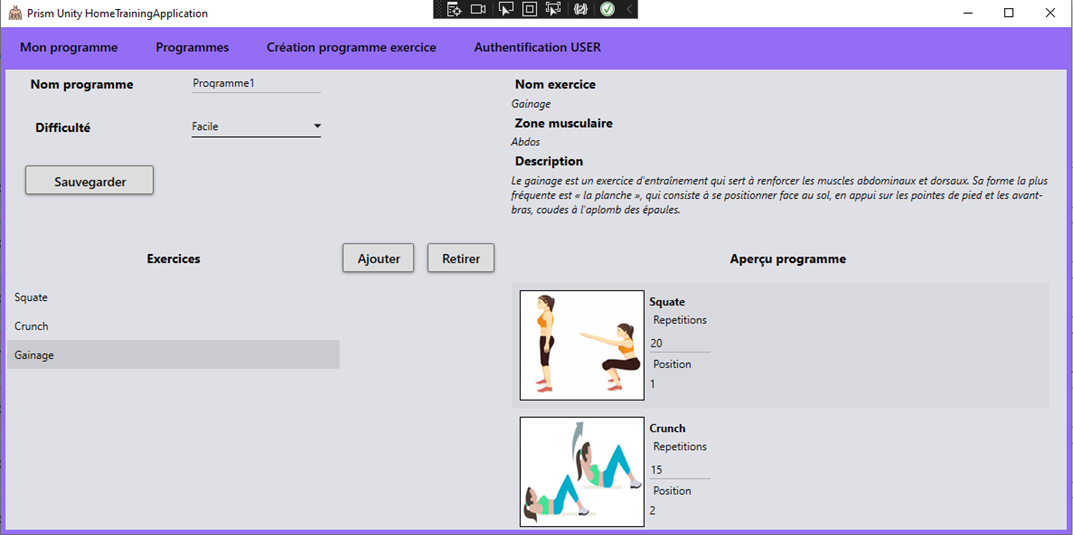 Prism Unity HomeTrainingApplication
Mon programme
Programmes
Création programme exercice
Authentification USER
Nom programme
Programme1
Difficulté
Facile
Sauvegarder
Nom exercice
Gainage
Zone musculaire
Abdos
Description
Le gainage est un exercice d'entraînement qui sert à renforcer les muscles abdominaux et dorsaux. Sa forme la plus
fréquente est « la planche », qui consiste à se positionner face au sol, en appui sur les pointes de pied et les avant-
bras, coudes à l'aplomb des épaules.
Exercices
Ajouter
Retirer
Squate
Crunch
Gainage
Aperçu programme
Squate
Repetitions
20
Position
1
Crunch
Repetitions
15
Position
2